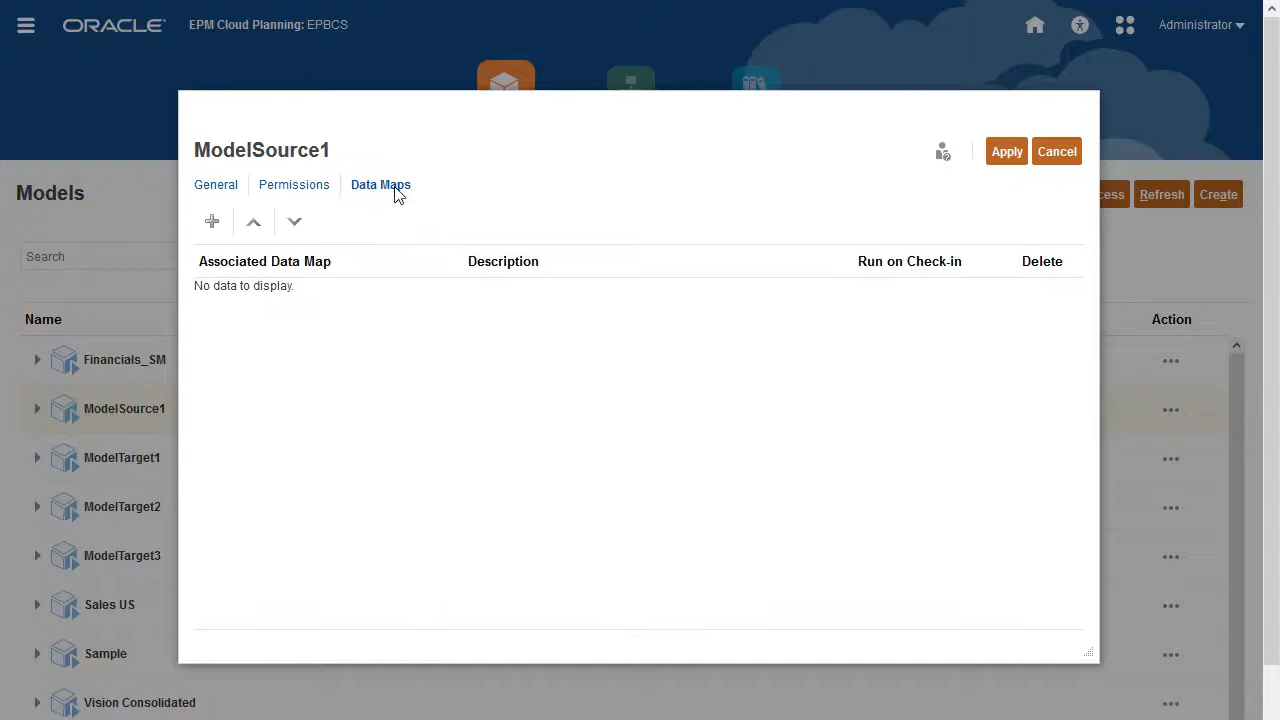 ORACLE EPM Cloud Planning: EPBCS Administrator
ModelSource1 Apply Cancel
General Permissions Data Maps
Models cess Refresh Create
Search
Associated Data Map Description Run on Check-in Delete
No data to display.
Name Action
Financials_SM
ModelSource1
ModelTarget1
ModelTarget2
ModelTarget3
Sales US
Sample
Vision Consolidated